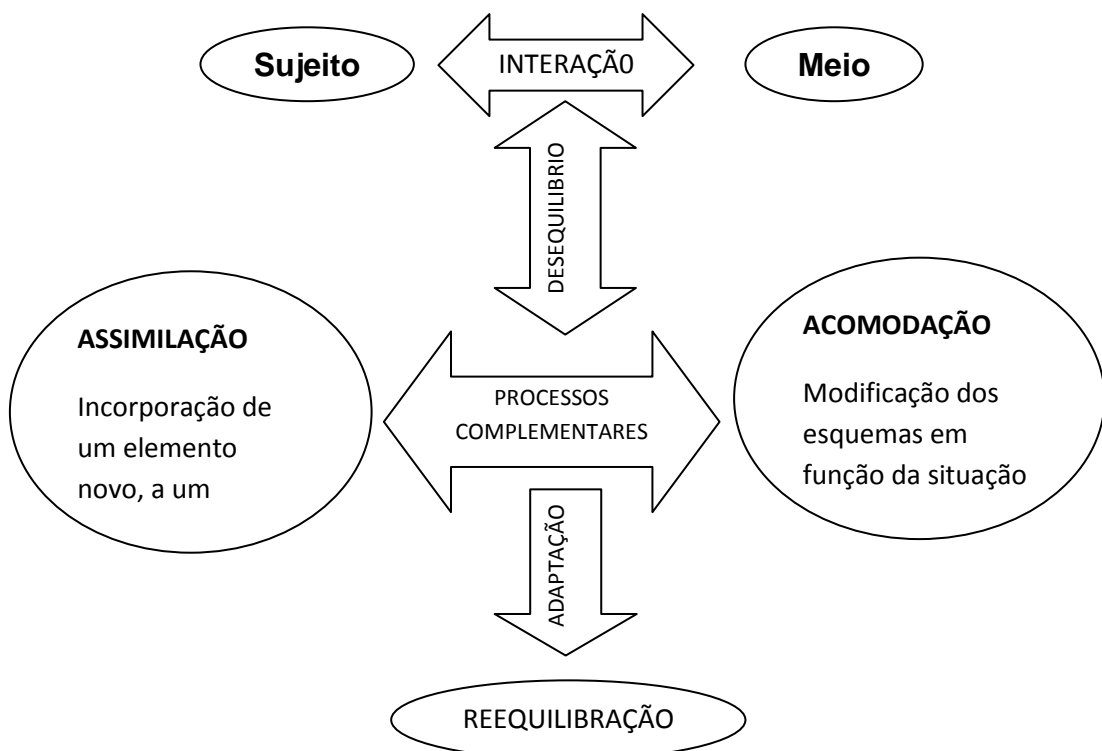 Sujeito
INTERAÇÃ0
Meio
DESEQUILIBRIO
ASSIMILAÇÃO
Incorporação de
um elemento
novo, a um
PROCESSOS
COMPLEMENTARES
ACOMODAÇÃO
Modificação dos
esquemas em
função da situação
ADAPTAÇÃO
REEQUILIBRAÇÃO